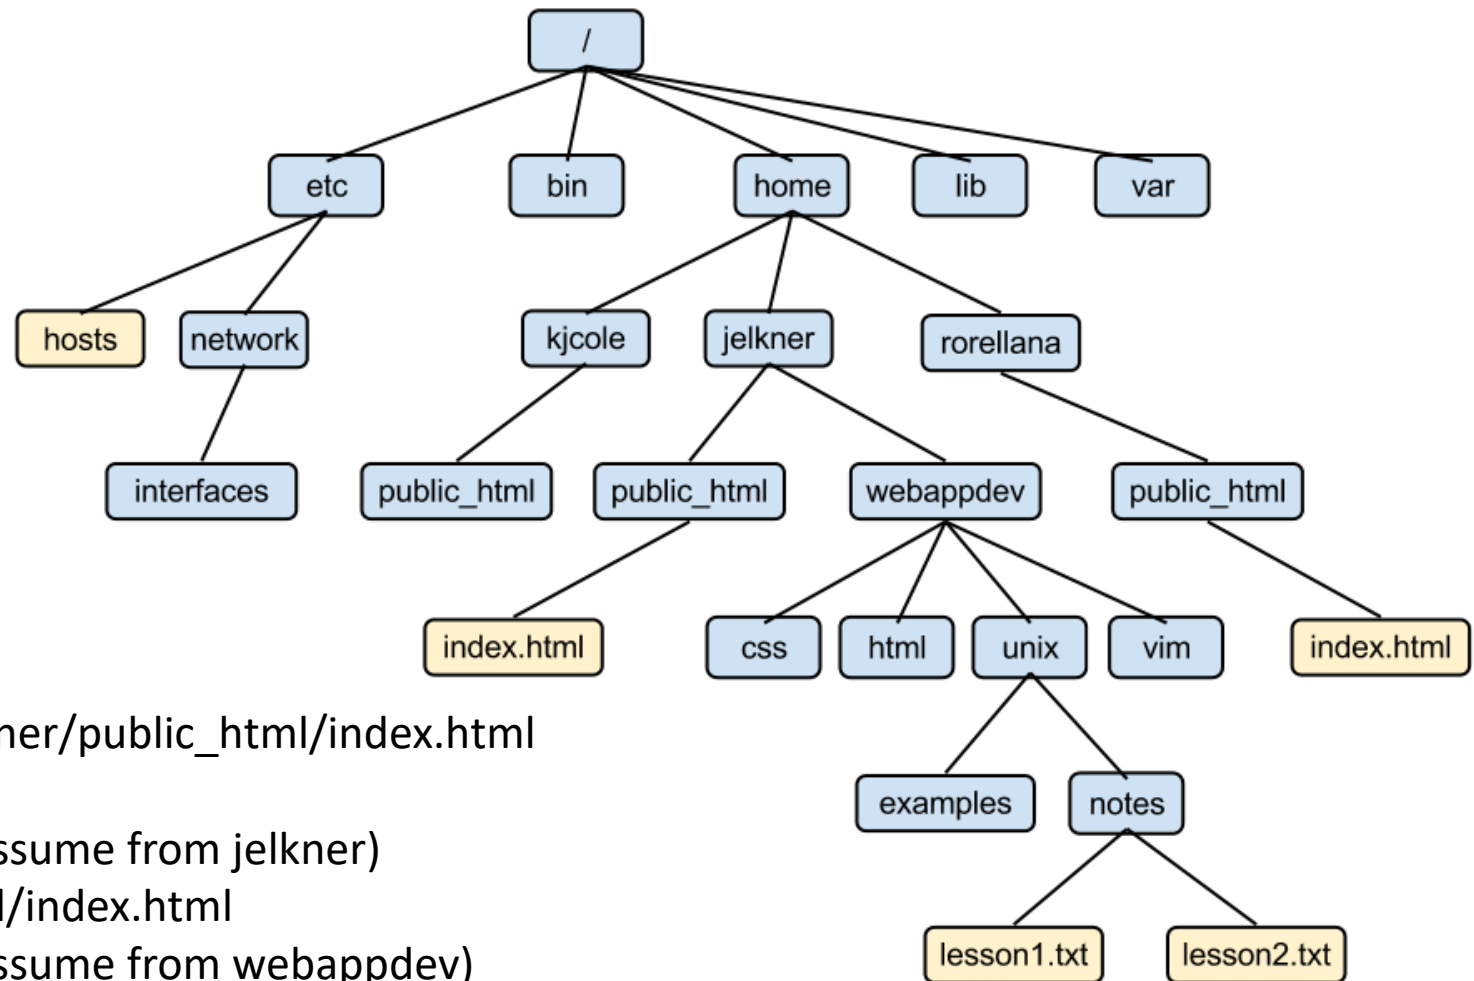 /
etc bin home lib var
hosts network kjcole jelkner rorellana
interfaces public_html public_html webappdev public_html
index.html css html unix vim index.html
ner/public_html/index.html
examples notes
ssume from jelkner)
l/index.html
lesson1.txt lesson2.txt
ssume from webappdev)